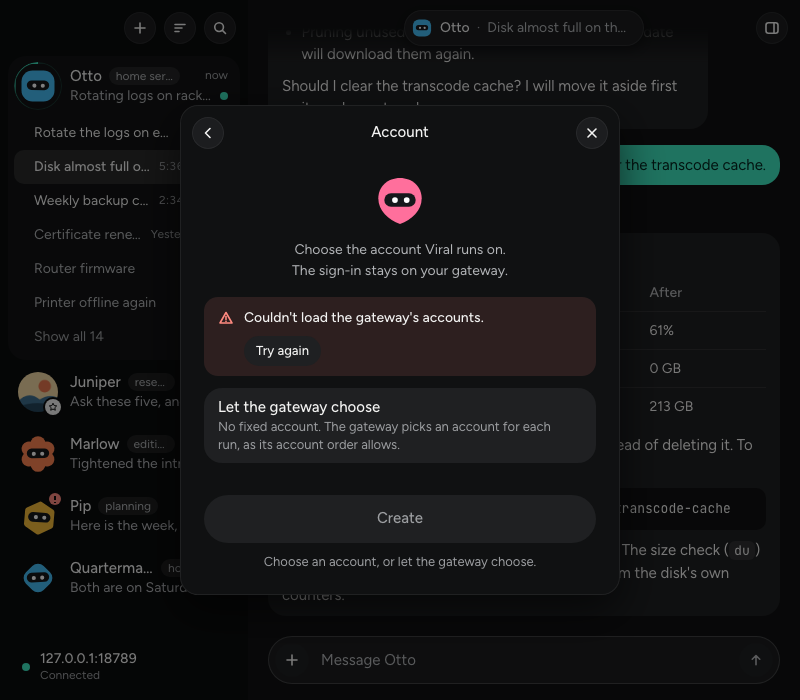 Otto · Disk almost full on th...
Otto home ser... now
Rotating logs on rack...
Rotate the logs on e...
Disk almost full o... 5:36
Weekly backup c... 2:34
Certificate rene... Yeste
Router firmware
Printer offline again
Show all 14
Juniper rese...
Ask these five, an
Marlow editi...
Tightened the intr
Pip planning
Here is the week,
Quarterma... ho
Both are on Saturd
127.0.0.1:18789
Connected
Pruning unused date
will download them again.
Should I clear the transcode cache? I will move it aside first
the transcode cache.
After
61%
0 GB
213 GB
ead of deleting it. To
transcode-cache
The size check ( du )
m the disk's own
counters.
Message Otto
Account
Choose the account Viral runs on.
The sign-in stays on your gateway.
Couldn't load the gateway's accounts.
Try again
Let the gateway choose
No fixed account. The gateway picks an account for each
run, as its account order allows.
Create
Choose an account, or let the gateway choose.